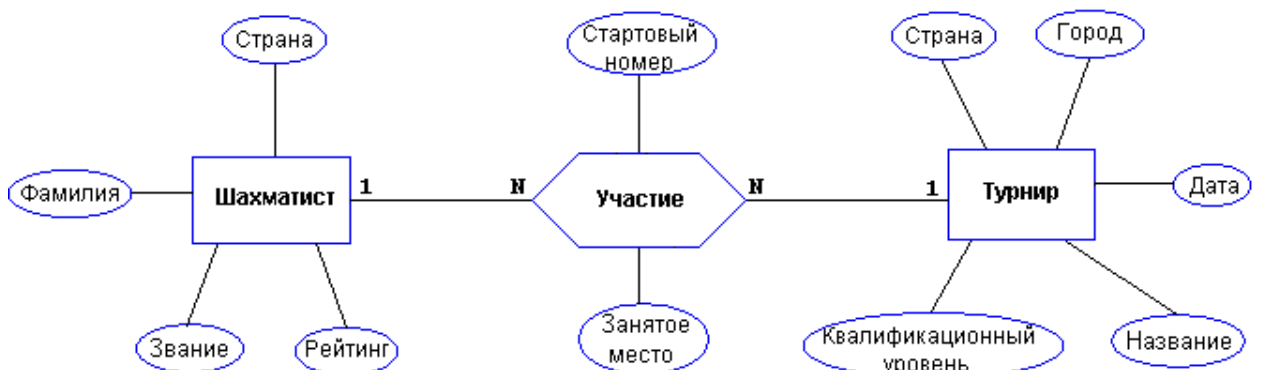 Страна
Стартовый
номер
Страна
Город
Фамилия
Шахматист
1
N
Участие
N
1
Турнир
Дата
Звание
Рейтинг
Занятое
место
Квалификационный
уровень
Название